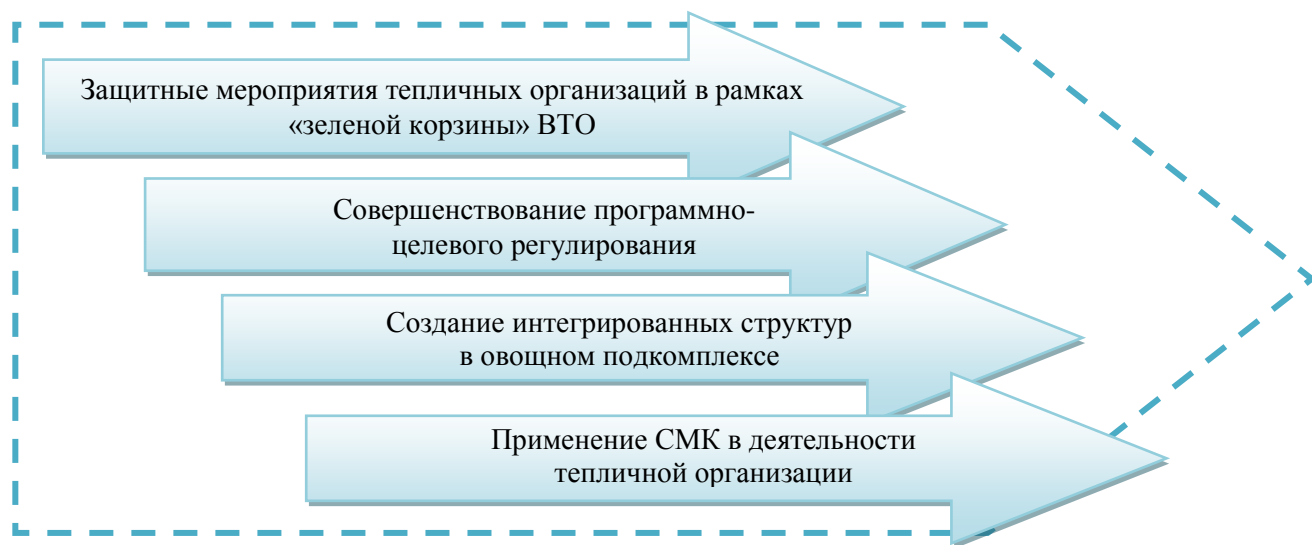 Защитные мероприятия тепличных организаций в рамках
«зеленой корзины» ВТО
Совершенствование программно-
целевого регулирования
Создание интегрированных структур
в овощном подкомплексе
Применение СМК в деятельности
тепличной организации